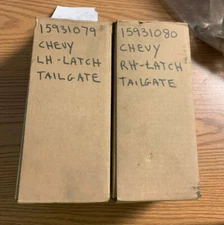 15931079
CHEVY
LH-LATCH
TAILGATE
15931080
CHEVY
RH-LATCH
TAILGATE